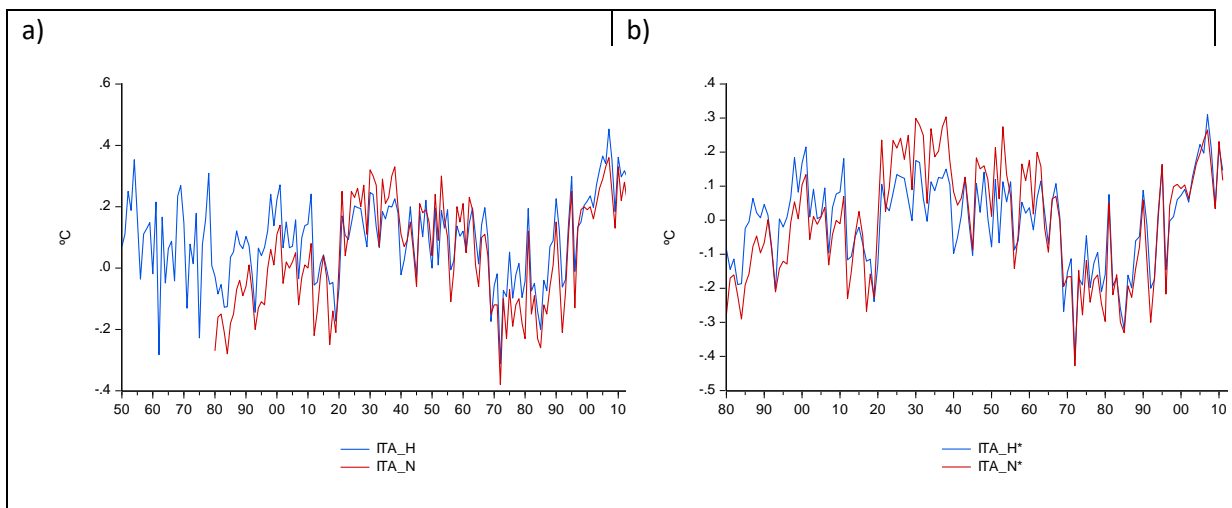 a)
b)
.6
.4
.2
.0
-.2
-.4
ºC
50 60 70 80 90 00 10 20 30 40 50 60 70 80 90 00 10
ITA_H
ITA_N
.4
.3
.2
.1
.0
-.1
-.2
-.3
-.4
-.5
ºC
80 90 00 10 20 30 40 50 60 70 80 90 00 10
ITA_H*
ITA_N*